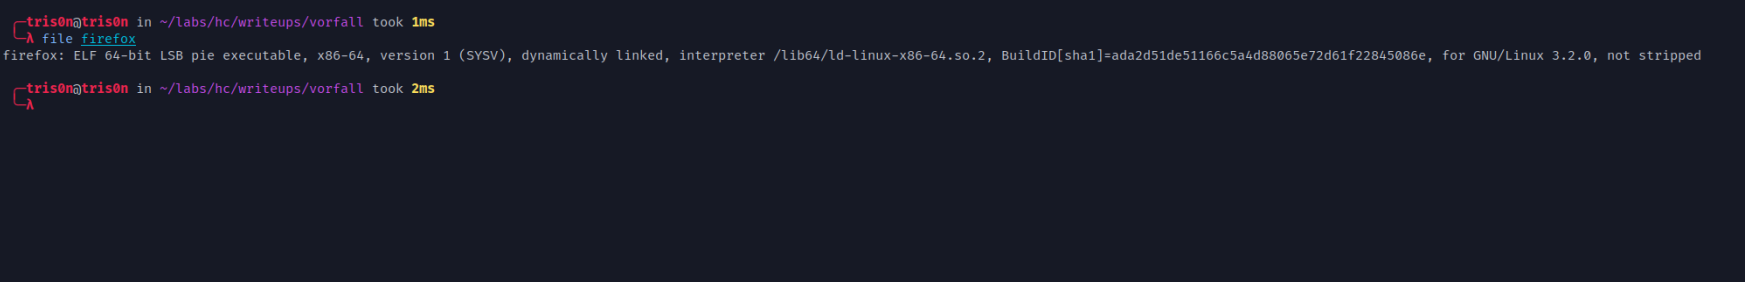 ╭─tris0n@tris0n in ~/labs/hc/writeups/vorfall took 1ms
╰─λ file firefox
firefox: ELF 64-bit LSB pie executable, x86-64, version 1 (SYSV), dynamically linked, interpreter /lib64/ld-linux-x86-64.so.2, BuildID[sha1]=ada2d51de51166c5a4d88065e72d61f22845086e, for GNU/Linux 3.2.0, not stripped
╭─tris0n@tris0n in ~/labs/hc/writeups/vorfall took 2ms
╰─λ